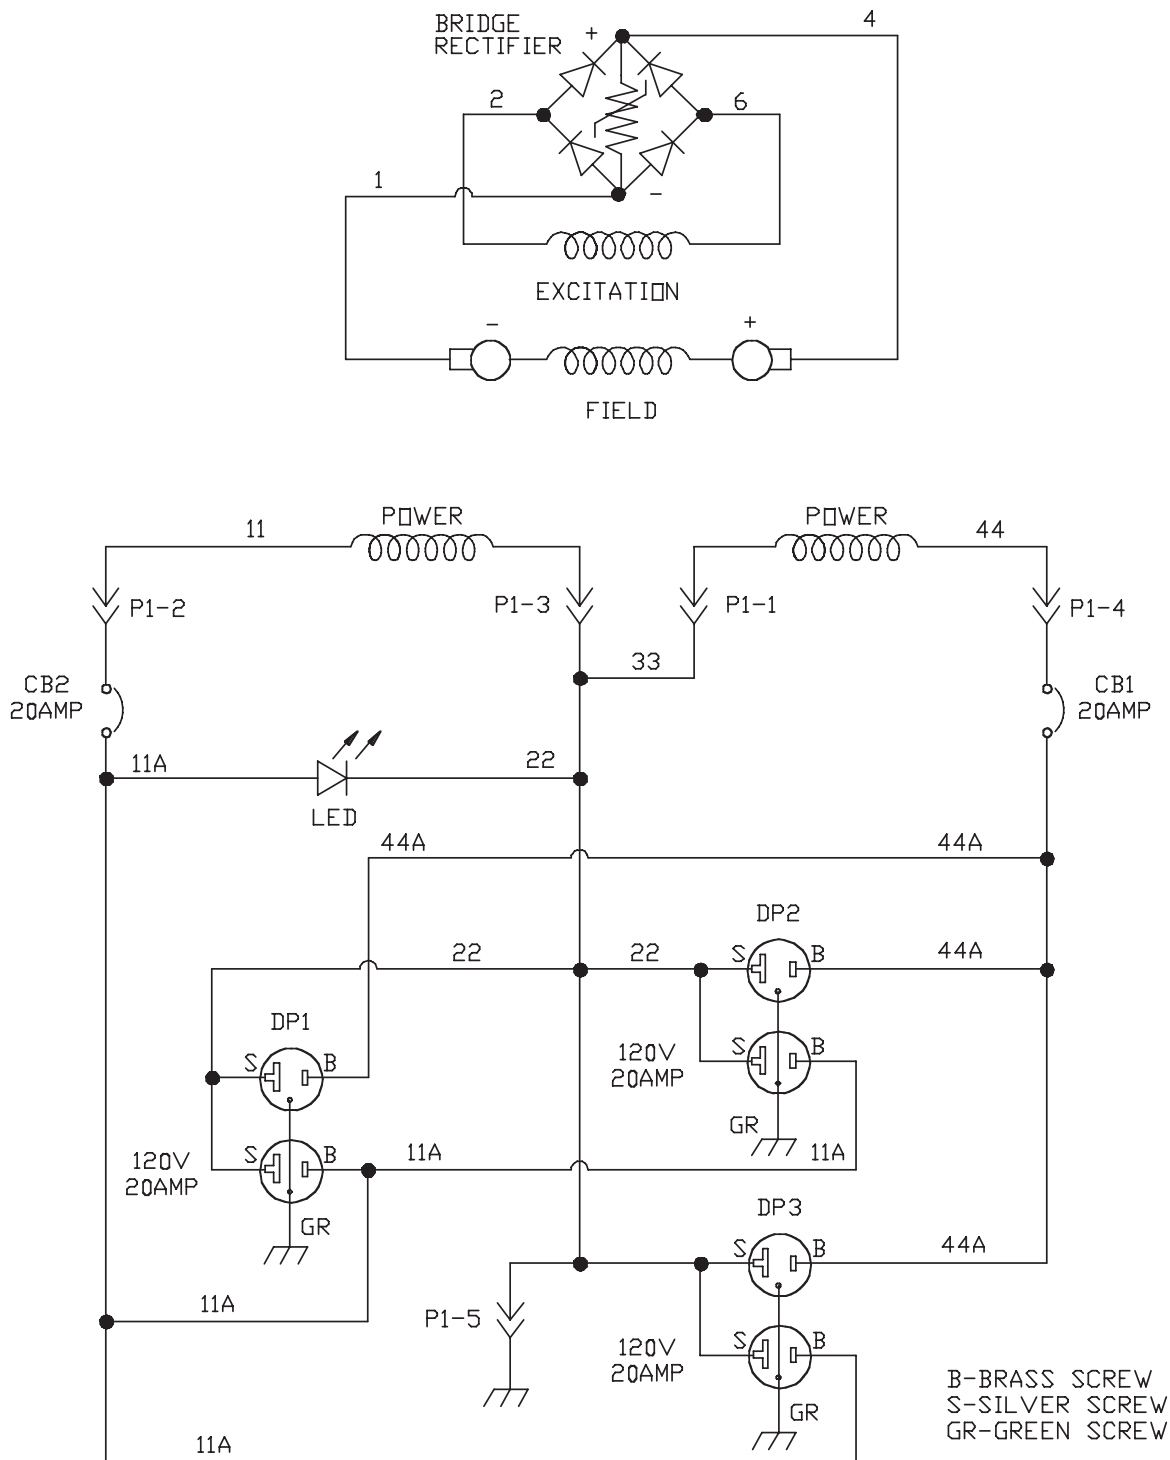 BRIDGE
RECTIFIER
+
4
2
6
1
-
EXCITATION
-
+
FIELD
11
POWER
POWER
44
P1-2
P1-3
P1-1
P1-4
33
CB2
20AMP
CB1
20AMP
11A
22
LED
44A
44A
DP2
22
22
S
B
44A
DP1
S
B
120V
20AMP
S
B
GR
120V
20AMP
S
B
11A
11A
GR
DP3
S
B
44A
11A
P1-5
120V
20AMP
S
B
GR
B-BRASS SCREW
S-SILVER SCREW
GR-GREEN SCREW
11A